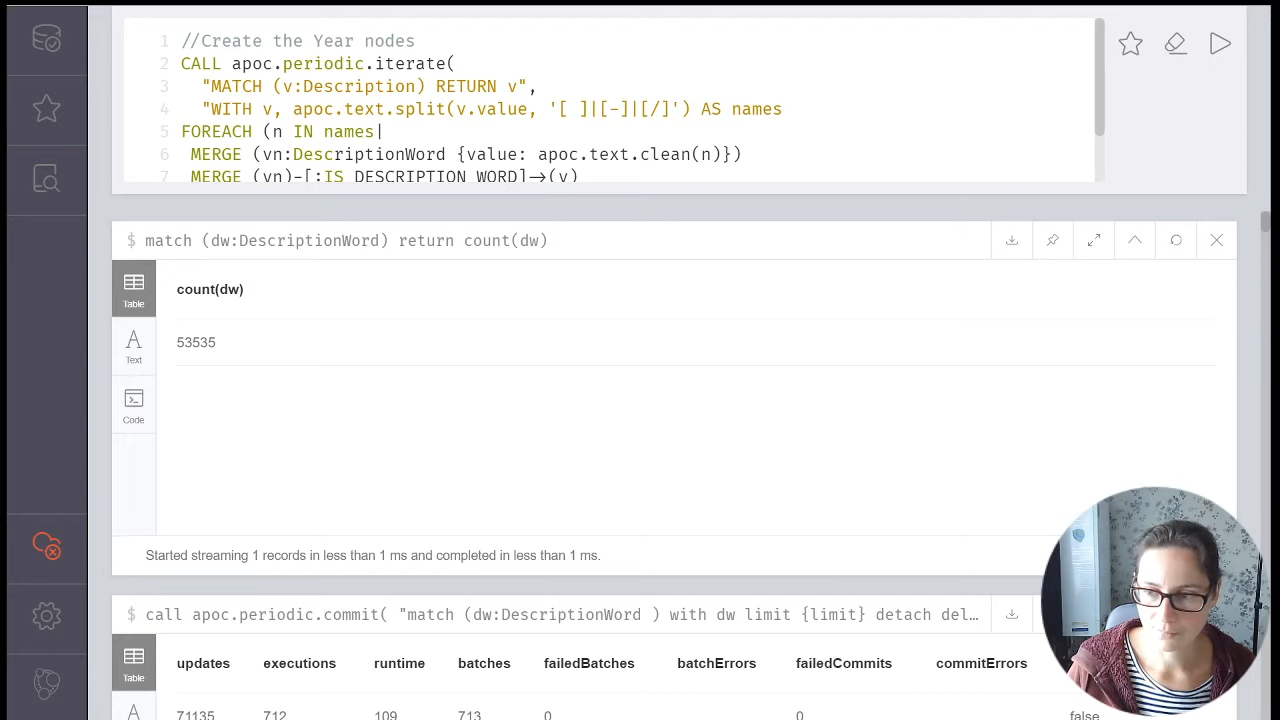 1 //Create the Year nodes
2 CALL apoc.periodic.iterate(
3 "MATCH (v:Description) RETURN v",
4 "WITH v, apoc.text.split(v.value, '[ ]|[-]|[/]') AS names
5 FOREACH (n IN names|
6 MERGE (vn:DescriptionWord {value: apoc.text.clean(n)})
7 MERGE (vn)-[:IS_DESCRIPTION_WORD]->(v)
$ match (dw:DescriptionWord) return count(dw)
Table
count(dw)
53535
Text
Code
Started streaming 1 records in less than 1 ms and completed in less than 1 ms.
$ call apoc.periodic.commit( "match (dw:DescriptionWord ) with dw limit {limit} detach del…
Table
updates executions runtime batches failedBatches batchErrors failedCommits commitErrors
71135 712 109 713 0 0 false